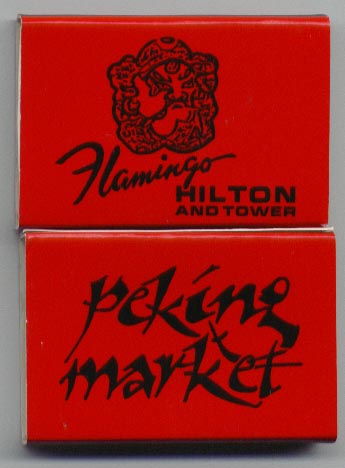 Flamingo
HILTON
AND TOWER
peking
market